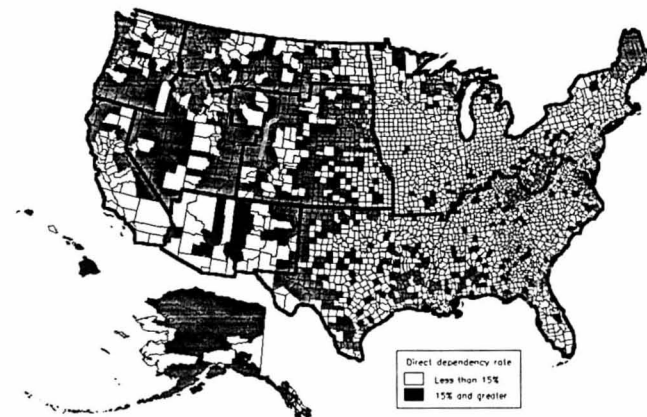 Direct dependency rate
Less than 15%
15% and greater